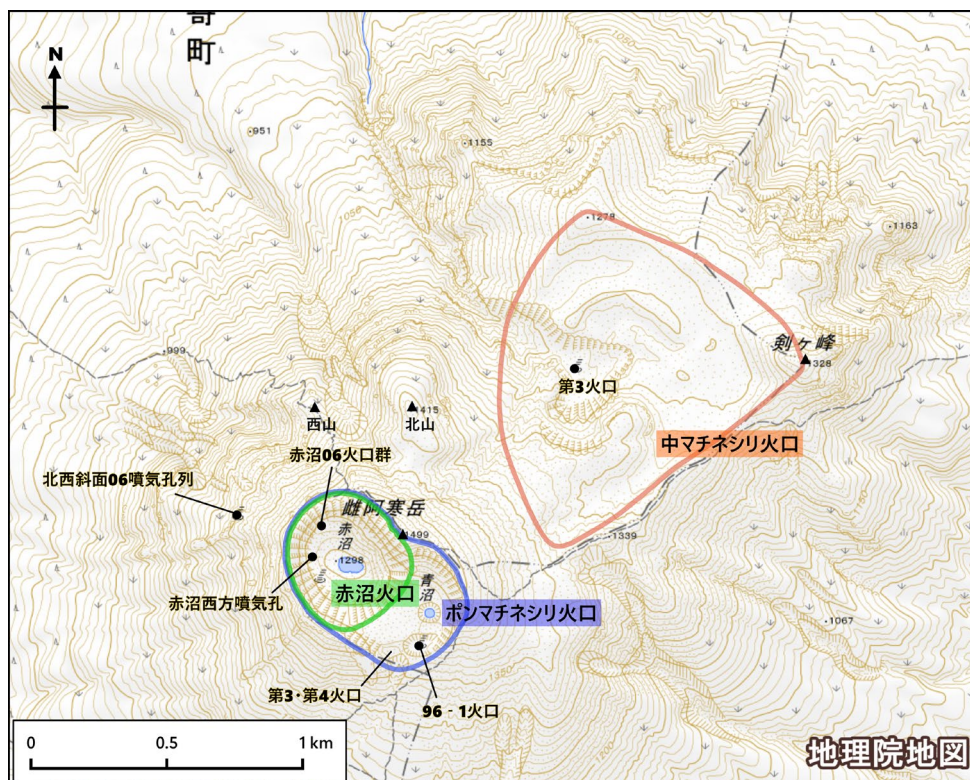 町
N
951
1155
1050
1278
1163
剣ヶ峰
1328
第3火口
999
西山
1415
北山
中マチネシリ火口
赤沼06火口群
北西斜面06噴気孔列
雌阿寒岳
赤沼
1499
1339
1298
赤沼火口
青沼
ポンマチネシリ火口
赤沼西方噴気孔
1067
第3・第4火口
1350
96‐1火口
0
0.5
1 km
地理院地図